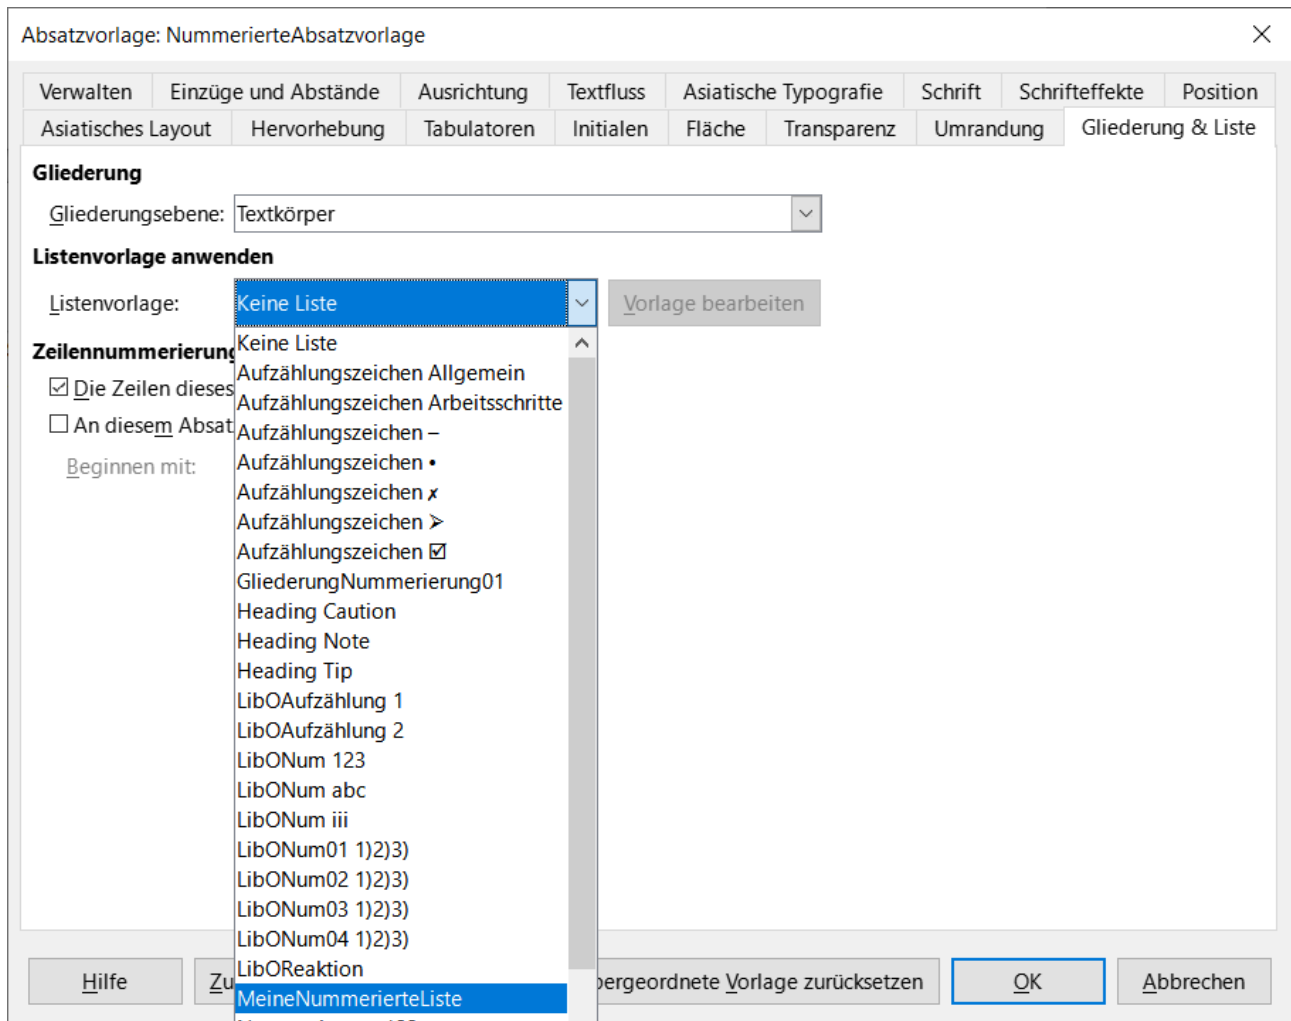 Absatzvorlage: NummerierteAbsatzvorlage
Verwalten Einzüge und Abstände Ausrichtung Textfluss Asiatische Typografie Schrift Schrifteffekte Position
Asiatisches Layout Hervorhebung Tabulatoren Initialen Fläche Transparenz Umrandung Gliederung & Liste
Gliederung
Gliederungsebene: Textkörper
Listenvorlage anwenden
Listenvorlage: Keine Liste Vorlage bearbeiten
Keine Liste
Zeilennummerierung
Aufzählungszeichen Allgemein
Die Zeilen dieses
Aufzählungszeichen Arbeitsschritte
An diesem Absat
Aufzählungszeichen –
Aufzählungszeichen •
Beginnen mit:
Aufzählungszeichen ✗
Aufzählungszeichen ➢
Aufzählungszeichen ☑
GliederungNummerierung01
Heading Caution
Heading Note
Heading Tip
LibOAufzählung 1
LibOAufzählung 2
LibONum 123
LibONum abc
LibONum iii
LibONum01 1)2)3)
LibONum02 1)2)3)
LibONum03 1)2)3)
LibONum04 1)2)3)
LibOReaktion
MeineNummerierteListe
Hilfe Zu bergeordnete Vorlage zurücksetzen OK Abbrechen